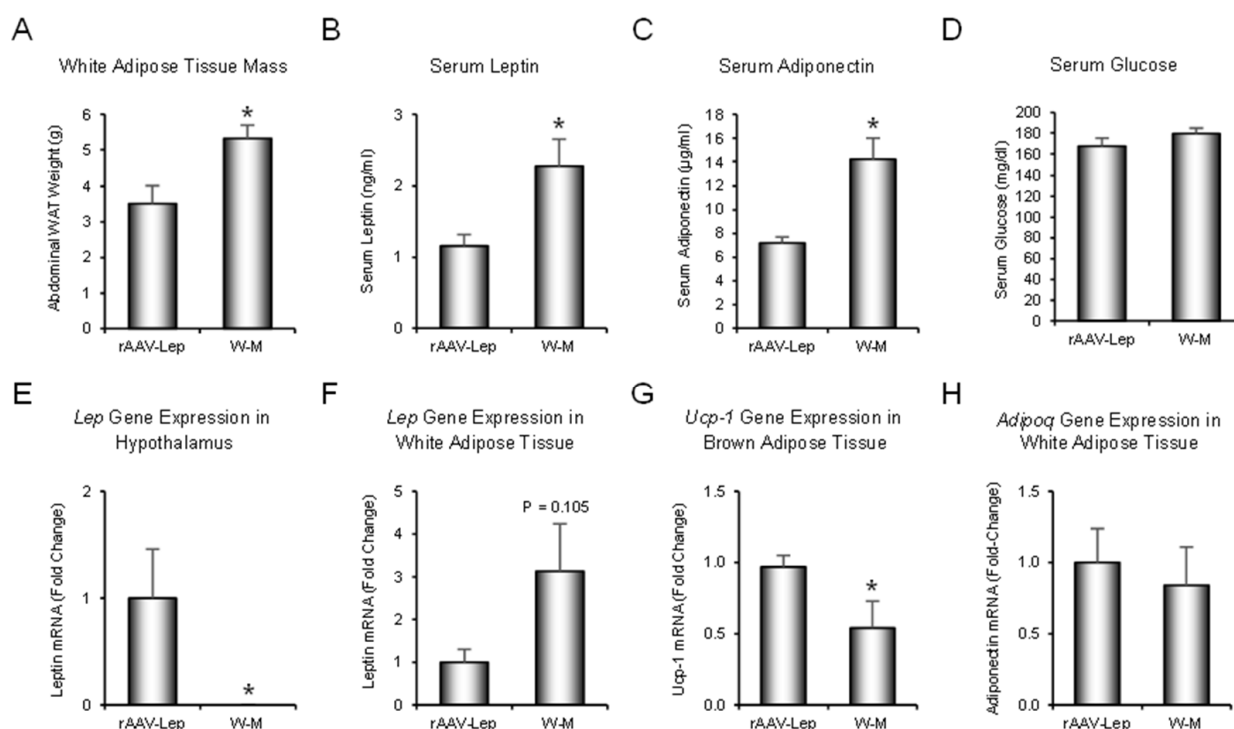 A
White Adipose Tissue Mass
Abdominal WAT Weight (g)
6
5
4
3
2
1
0
*
rAAV-Lep
W-M
B
Serum Leptin
Serum Leptin (ng/ml)
3
2
1
0
*
rAAV-Lep
W-M
C
Serum Adiponectin
Serum Adiponectin (µg/ml)
18
16
14
12
10
8
6
4
2
0
*
rAAV-Lep
W-M
D
Serum Glucose
Serum Glucose (mg/dl)
200
180
160
140
120
100
80
60
40
20
0
rAAV-Lep
W-M
E
Lep Gene Expression in
Hypothalamus
Leptin mRNA (Fold Change)
2
1
0
*
rAAV-Lep
W-M
F
Lep Gene Expression in
White Adipose Tissue
Leptin mRNA (Fold Change)
5
4
3
2
1
0
P = 0.105
rAAV-Lep
W-M
G
Ucp-1 Gene Expression in
Brown Adipose Tissue
Ucp-1 mRNA (Fold Change)
1.5
1.0
0.5
0.0
*
rAAV-Lep
W-M
H
Adipoq Gene Expression in
White Adipose Tissue
Adiponectin mRNA (Fold-Change)
1.5
1.0
0.5
0.0
rAAV-Lep
W-M